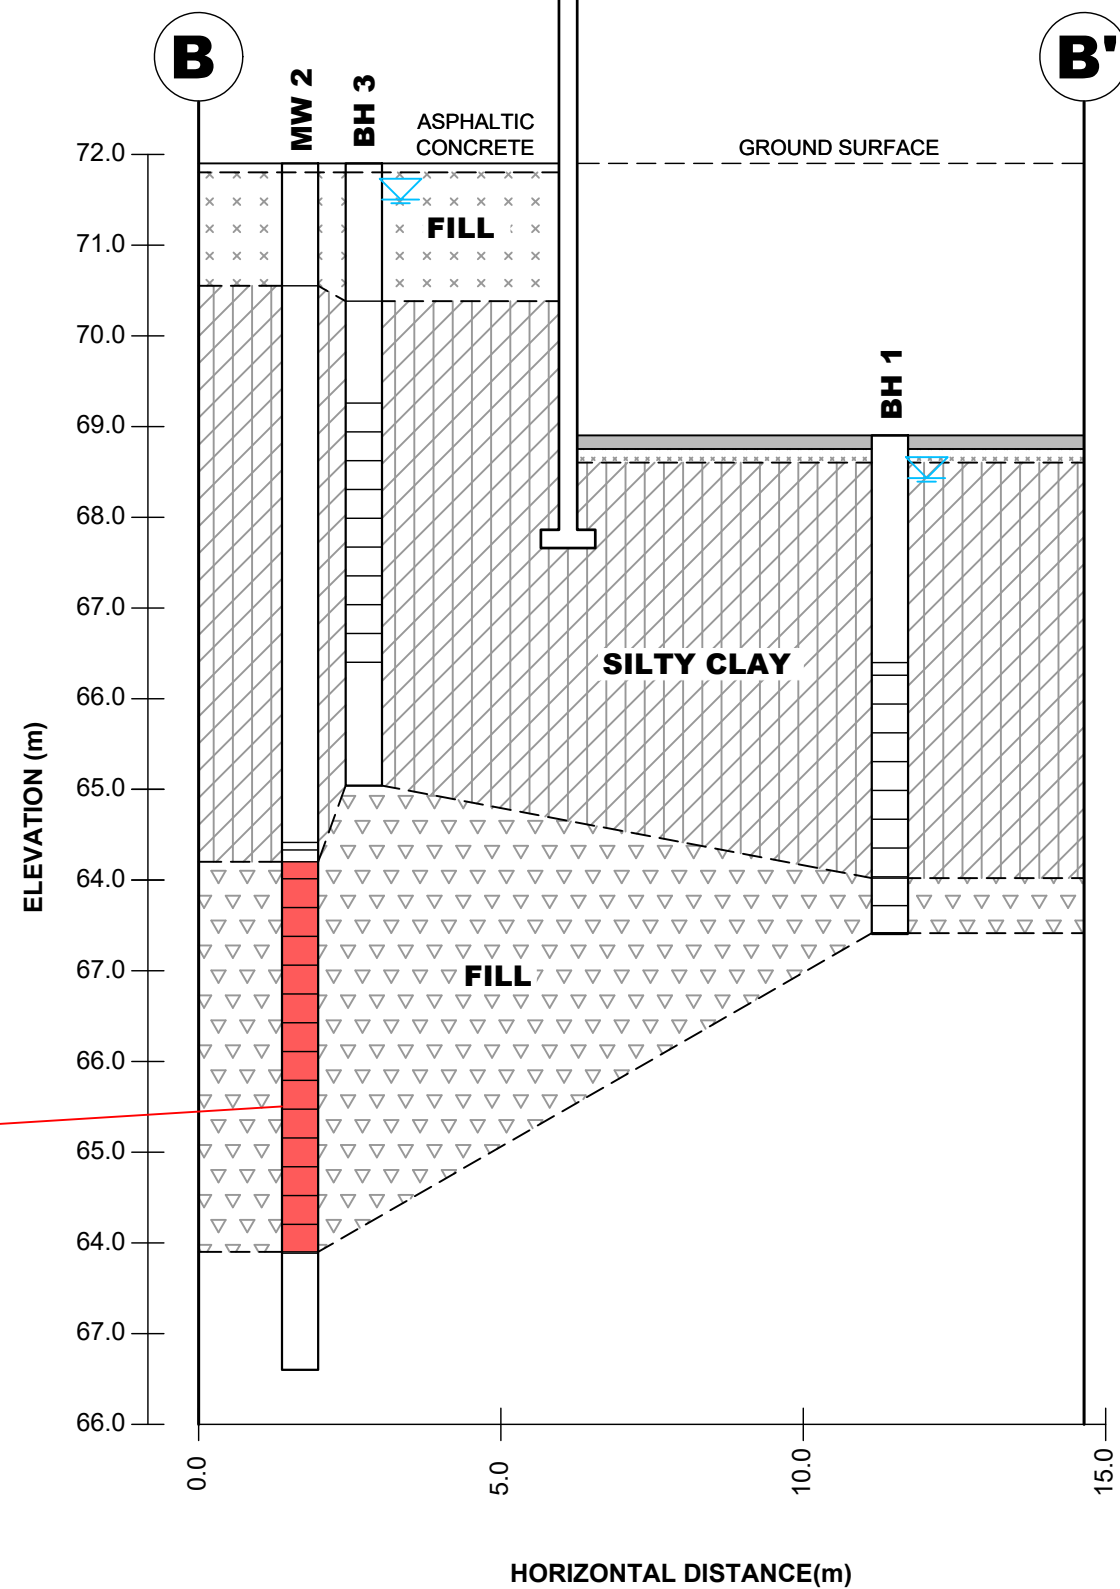 B
B'
MW 2
BH 3
ASPHALTIC
CONCRETE
GROUND SURFACE
72.0
FILL
71.0
70.0
BH 1
69.0
68.0
67.0
SILTY CLAY
66.0
65.0
64.0
67.0
FILL
66.0
65.0
64.0
67.0
66.0
ELEVATION (m)
0.0
5.0
10.0
15.0
HORIZONTAL DISTANCE(m)